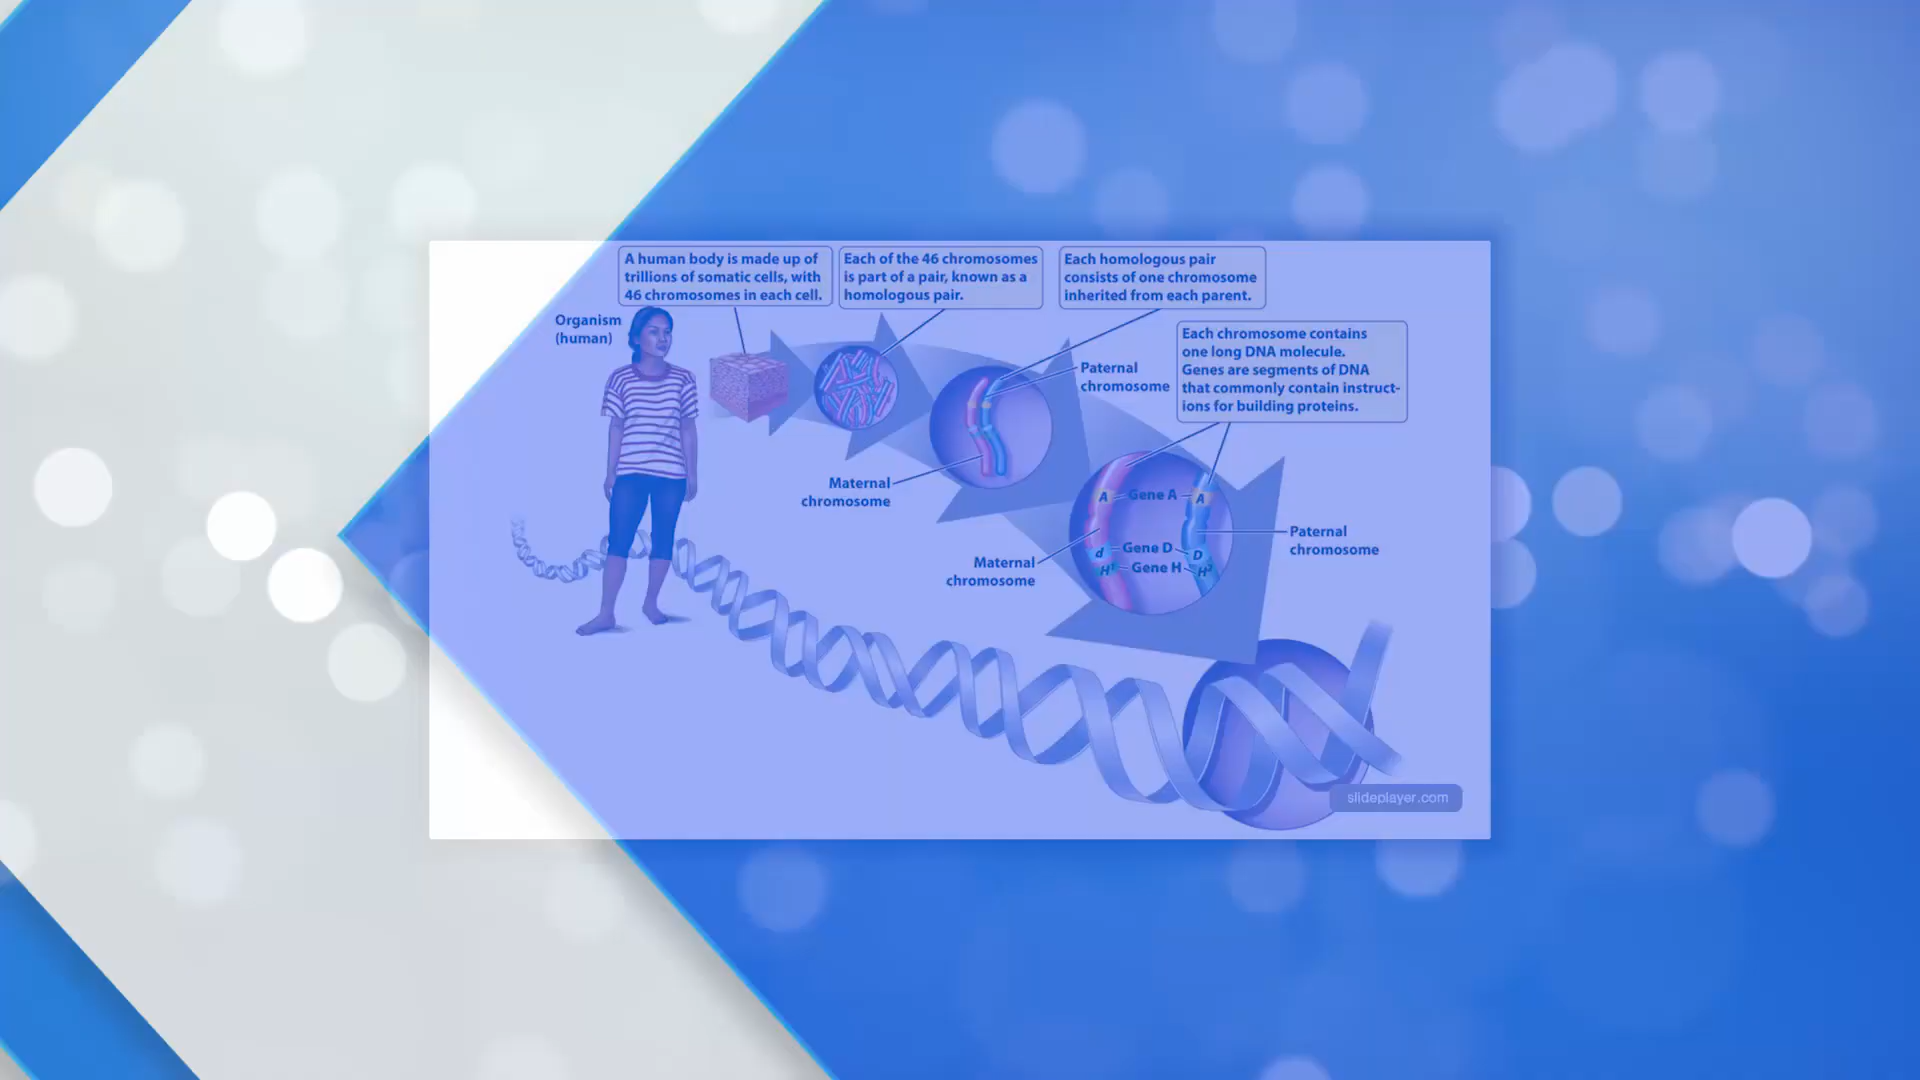 A human body is made up of
trillions of somatic cells, with
46 chromosomes in each cell.
Each of the 46 chromosomes
is part of a pair, known as a
homologous pair.
Each homologous pair
consists of one chromosome
inherited from each parent.
Organism
(human)
Each chromosome contains
one long DNA molecule.
Genes are segments of DNA
that commonly contain instruct-
ions for building proteins.
Paternal
chromosome
Maternal
chromosome
A Gene A A
Paternal
chromosome
d Gene D D
Maternal
chromosome
H¹ Gene H H²
slideplayer.com